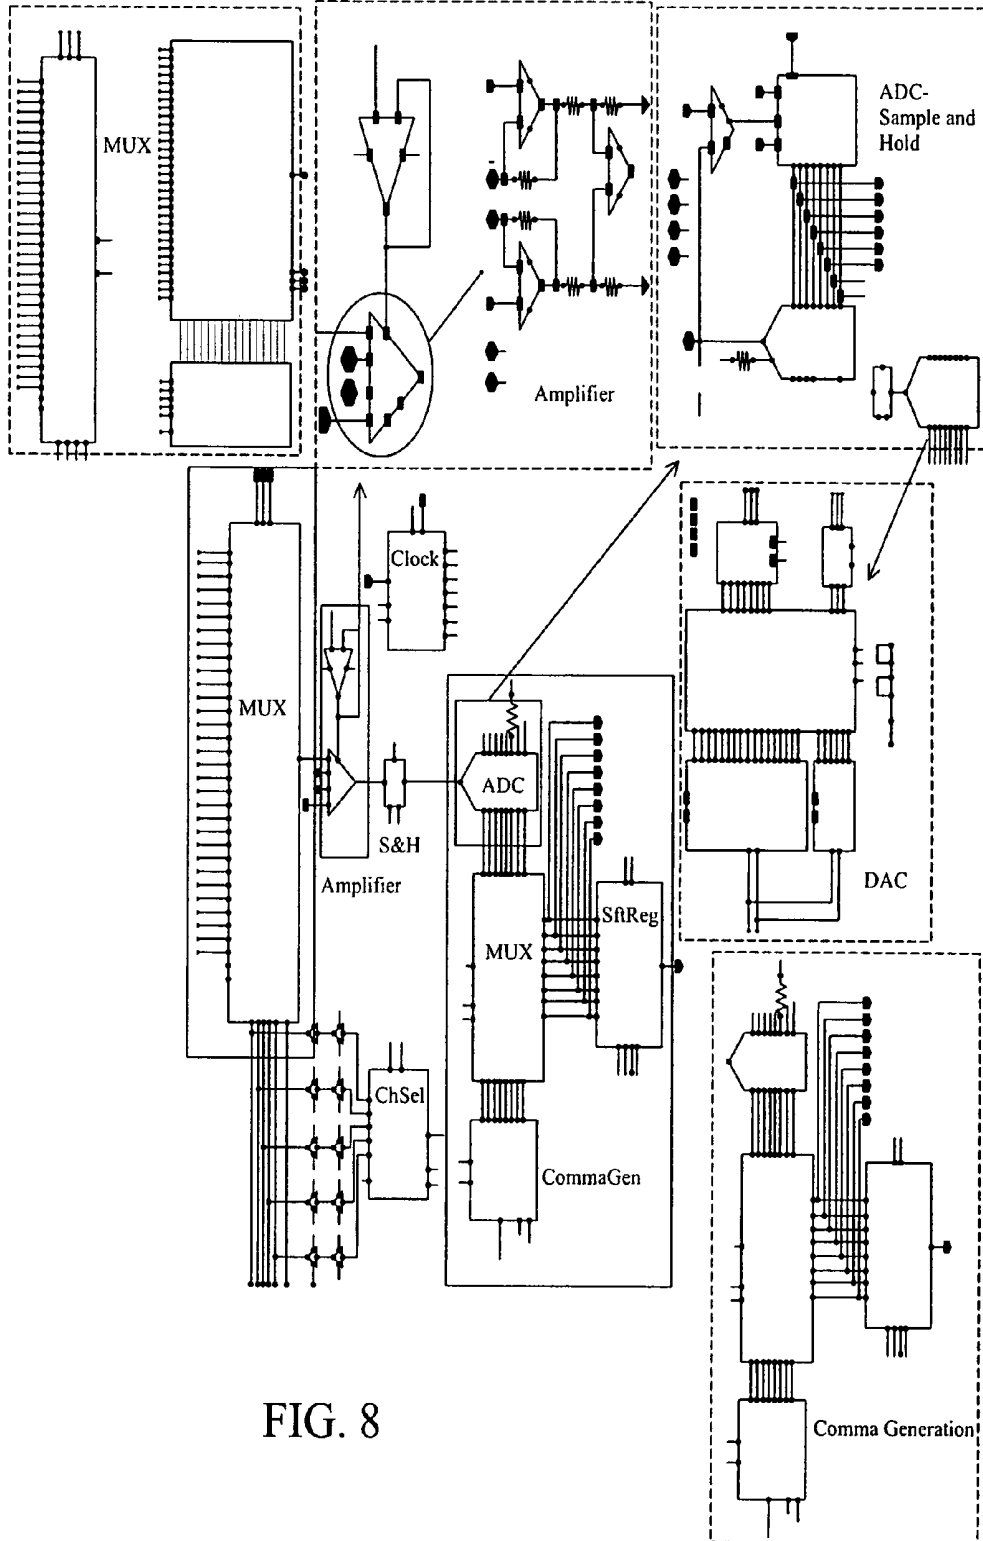 MUX
ADC-
Sample and
Hold
Amplifier
Clock
MUX
ADC
S&H
Amplifier
DAC
SftReg
MUX
ChSel
CommaGen
Comma Generation
FIG. 8